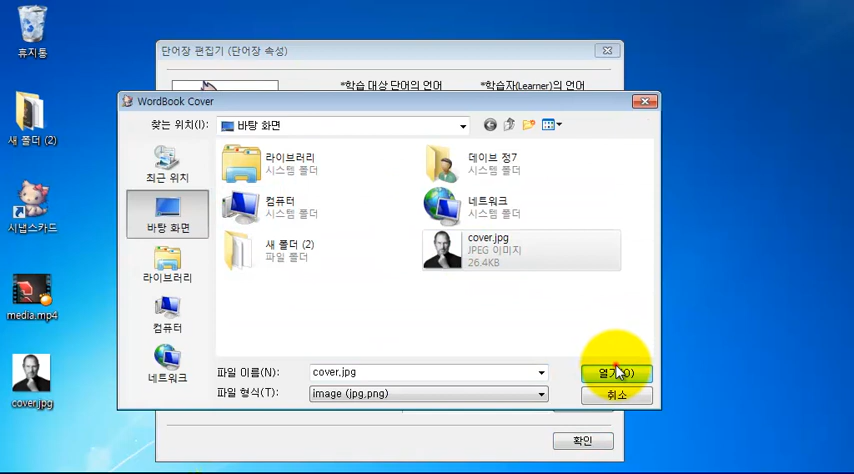 휴지통
새 폴더 (2)
시냅스카드
media.mp4
cover.jpg
단어장 편집기 (단어장 속성)
*학습 대상 단어의 언어
*학습자(Learner)의 언어
WordBook Cover
찾는 위치(I):
바탕 화면
최근 위치
바탕 화면
라이브러리
컴퓨터
네트워크
라이브러리
시스템 폴더
데이브 정7
시스템 폴더
컴퓨터
시스템 폴더
네트워크
시스템 폴더
새 폴더 (2)
파일 폴더
cover.jpg
JPEG 이미지
26.4KB
파일 이름(N):
cover.jpg
열기(O)
파일 형식(T):
image (jpg,png)
취소
확인